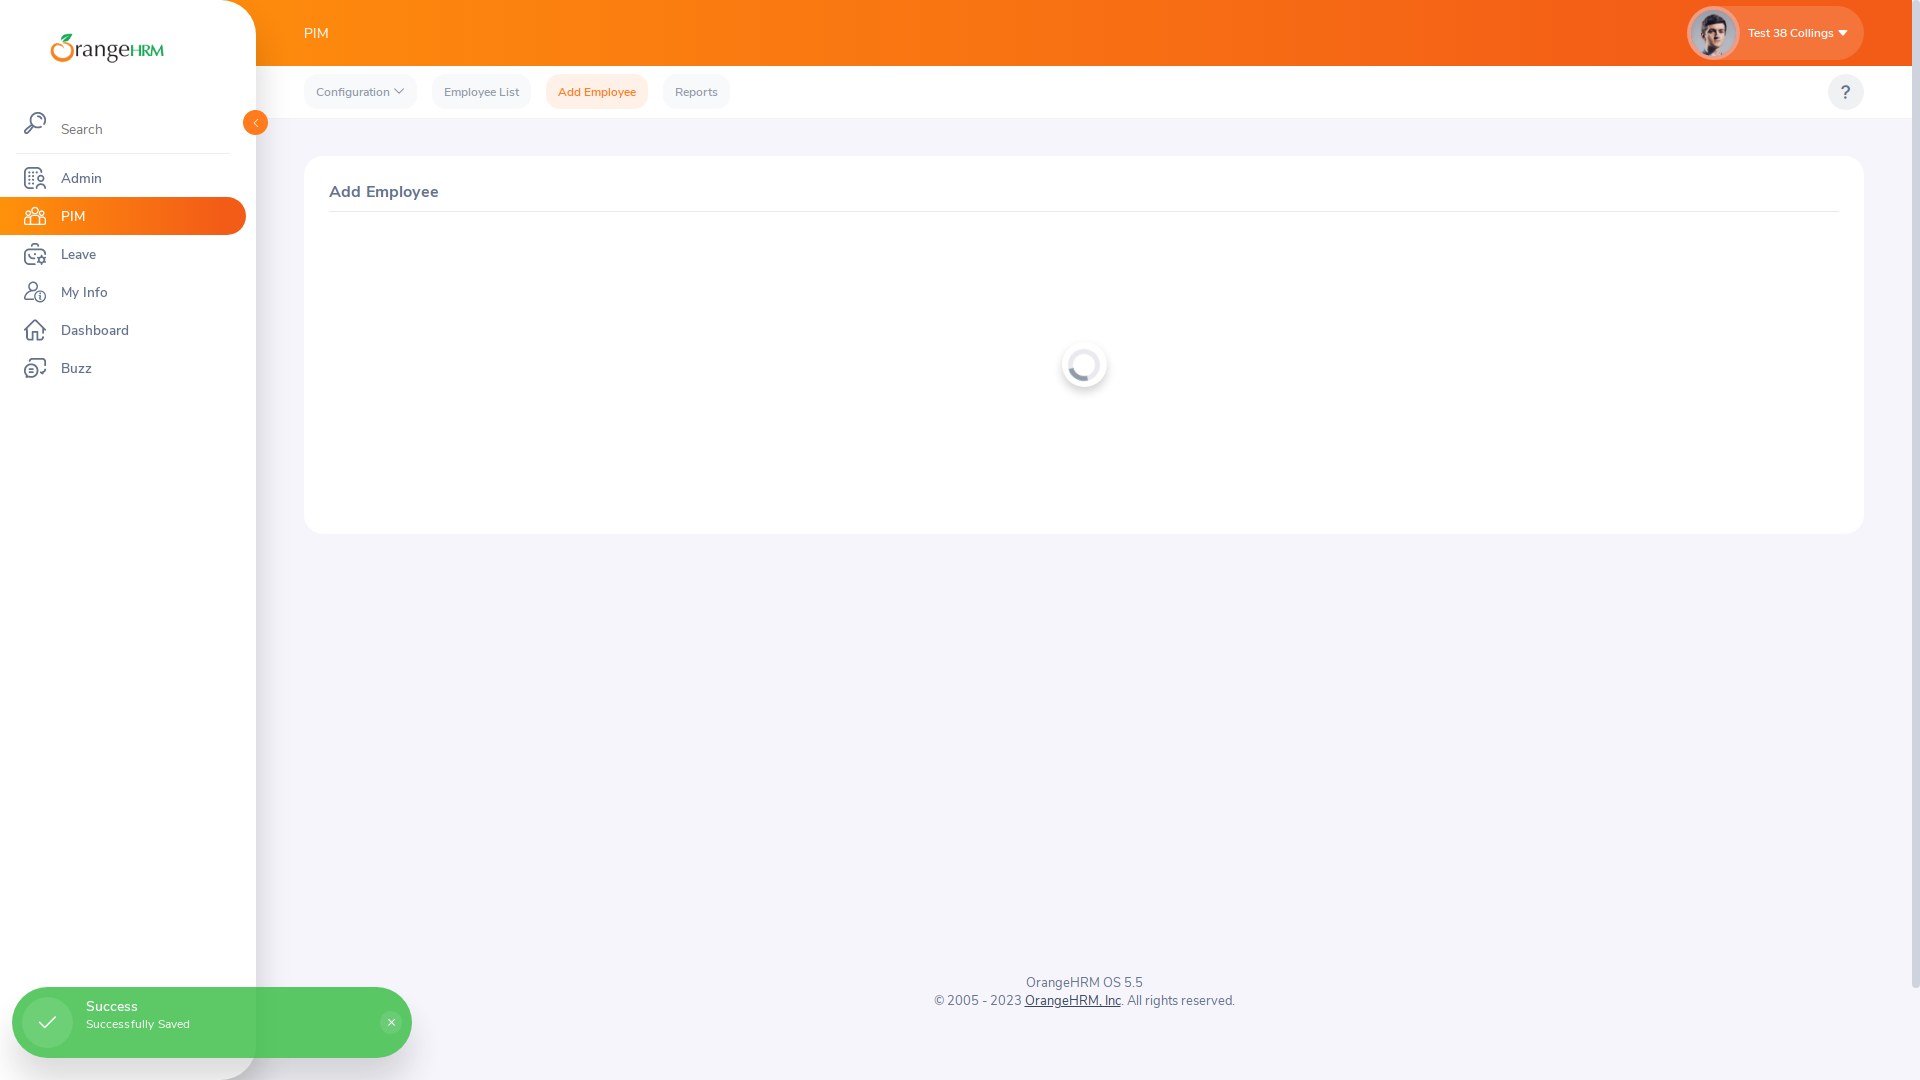 OrangeHRM
PIM
Test 38 Collings
Configuration
Employee List
Add Employee
Reports
?
Search
Admin
PIM
Leave
My Info
Dashboard
Buzz
Add Employee
OrangeHRM OS 5.5
© 2005 - 2023 OrangeHRM, Inc. All rights reserved.
Success
Successfully Saved